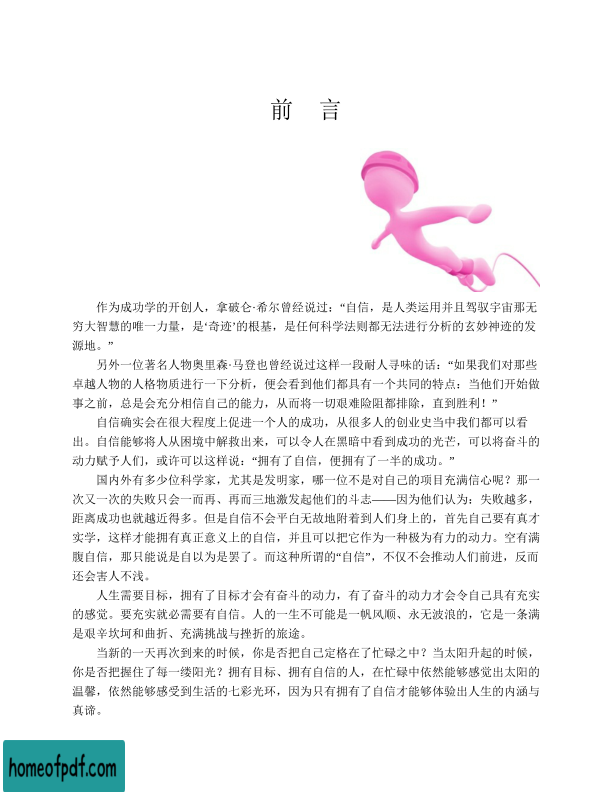 前 言
作为成功学的开创人，拿破仑·希尔曾经说过：“自信，是人类运用并且驾驭宇宙那无
穷大智慧的唯一力量，是‘奇迹’的根基，是任何科学法则都无法进行分析的玄妙神迹的发
源地。”
另外一位著名人物奥里森·马登也曾经说过这样一段耐人寻味的话：“如果我们对那些
卓越人物的人格物质进行一下分析，便会看到他们都具有一个共同的特点：当他们开始做
事之前，总是会充分相信自己的能力，从而将一切艰难险阻都排除，直到胜利！”
自信确实会在很大程度上促进一个人的成功，从很多人的创业史当中我们都可以看
出。自信能够将人从困境中解救出来，可以令人在黑暗中看到成功的光芒，可以将奋斗的
动力赋予人们，或许可以这样说：“拥有了自信，便拥有了一半的成功。”
国内外有多少位科学家，尤其是发明家，哪一位不是对自己的项目充满信心呢？那一
次又一次的失败只会一而再、再而三地激发起他们的斗志——因为他们认为：失败越多，
距离成功也就越近得多。但是自信不会平白无故地附着到人们身上的，首先自己要有真才
实学，这样才能拥有真正意义上的自信，并且可以把它作为一种极为有力的动力。空有满
腹自信，那只能说是自以为是罢了。而这种所谓的“自信”，不仅不会推动人们前进，反而
还会害人不浅。
人生需要目标，拥有了目标才会有奋斗的动力，有了奋斗的动力才会令自己具有充实
的感觉。要充实就必需要有自信。人的一生不可能是一帆风顺、永无波浪的，它是一条满
是艰辛坎坷和曲折、充满挑战与挫折的旅途。
当新的一天再次到来的时候，你是否把自己定格在了忙碌之中？当太阳升起的时候，
你是否把握住了每一缕阳光？拥有目标、拥有自信的人，在忙碌中依然能够感觉出太阳的
温馨，依然能够感受到生活的七彩光环，因为只有拥有了自信才能够体验出人生的内涵与
真谛。
homeofpdf.com